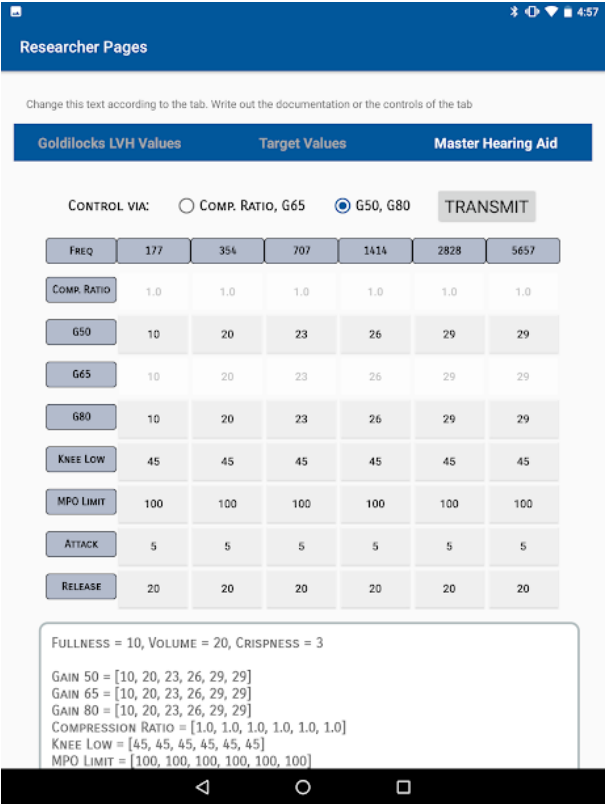 4:57
Researcher Pages
Change this text according to the tab. Write out the documentation or the controls of the tab
Goldilocks LVH Values Target Values Master Hearing Aid
CONTROL VIA: COMP. RATIO, G65 G50, G80 TRANSMIT
FREQ 177 354 707 1414 2828 5657
COMP. RATIO 1.0 1.0 1.0 1.0 1.0 1.0
G50 10 20 23 26 29 29
G65 10 20 23 26 29 29
G80 10 20 23 26 29 29
KNEE LOW 45 45 45 45 45 45
MPO LIMIT 100 100 100 100 100 100
ATTACK 5 5 5 5 5 5
RELEASE 20 20 20 20 20 20
FULLNESS = 10, VOLUME = 20, CRISPNESS = 3
GAIN 50 = [10, 20, 23, 26, 29, 29]
GAIN 65 = [10, 20, 23, 26, 29, 29]
GAIN 80 = [10, 20, 23, 26, 29, 29]
COMPRESSION RATIO = [1.0, 1.0, 1.0, 1.0, 1.0, 1.0]
KNEE LOW = [45, 45, 45, 45, 45, 45]
MPO LIMIT = [100, 100, 100, 100, 100, 100]